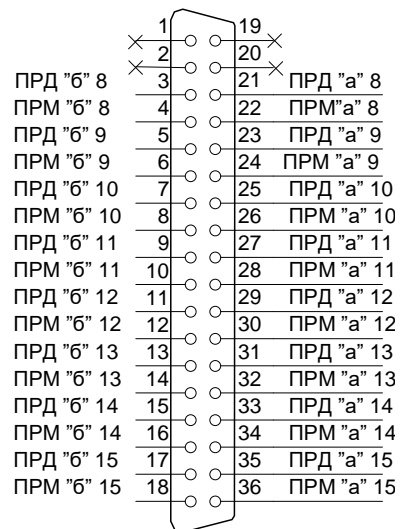 1 19
2 20
ПРД "б" 8 3 21 ПРД "а" 8
ПРМ "б" 8 4 22 ПРМ"а" 8
ПРД "б" 9 5 23 ПРД "а" 9
ПРМ "б" 9 6 24 ПРМ "а" 9
ПРД "б" 10 7 25 ПРД "а" 10
ПРМ "б" 10 8 26 ПРМ "а" 10
ПРД "б" 11 9 27 ПРД "а" 11
ПРМ "б" 11 10 28 ПРМ "а" 11
ПРД "б" 12 11 29 ПРД "а" 12
ПРМ "б" 12 12 30 ПРМ "а" 12
ПРД "б" 13 13 31 ПРД "а" 13
ПРМ "б" 13 14 32 ПРМ "а" 13
ПРД "б" 14 15 33 ПРД "а" 14
ПРМ "б" 14 16 34 ПРМ "а" 14
ПРД "б" 15 17 35 ПРД "а" 15
ПРМ "б" 15 18 36 ПРМ "а" 15